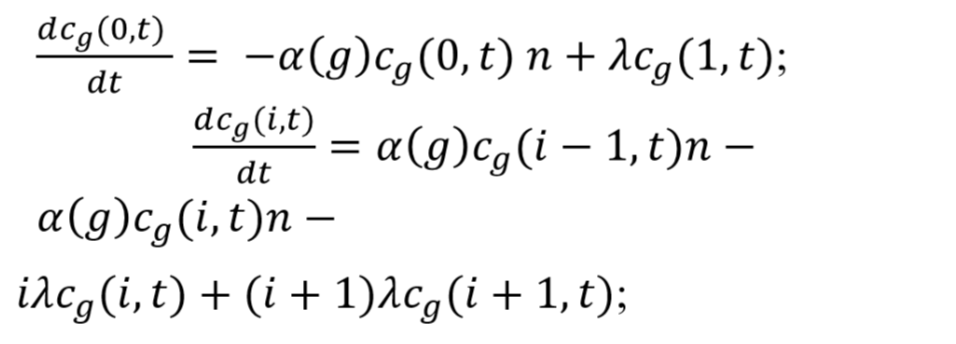 dc_g(0,t)/dt = −α(g)c_g(0,t) n + λc_g(1,t);
dc_g(i,t)/dt = α(g)c_g(i − 1,t)n −
α(g)c_g(i,t)n −
iλc_g(i,t) + (i + 1)λc_g(i + 1,t);